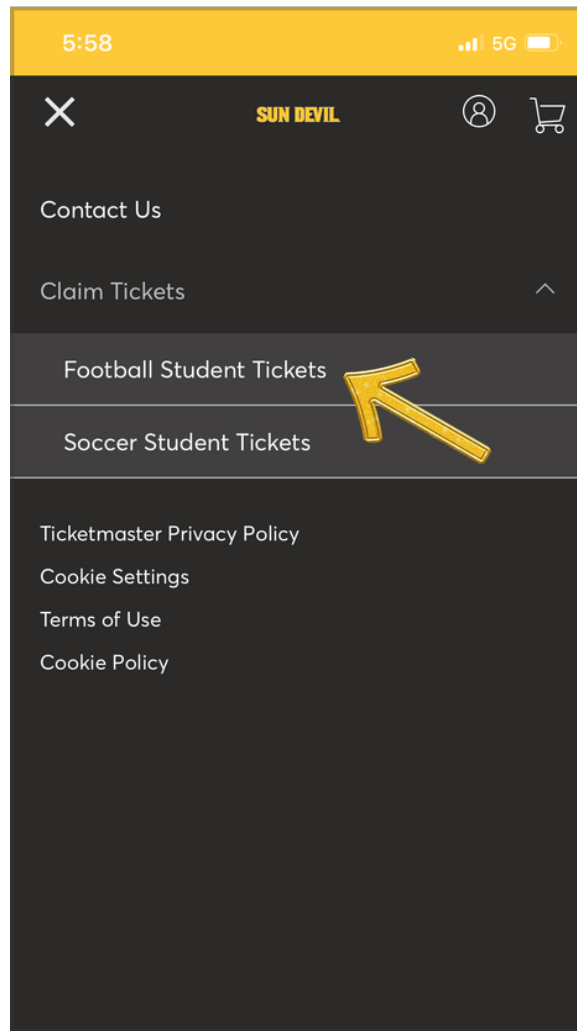 5:58
5G
SUN DEVIL
Contact Us
Claim Tickets
Football Student Tickets
Soccer Student Tickets
Ticketmaster Privacy Policy
Cookie Settings
Terms of Use
Cookie Policy